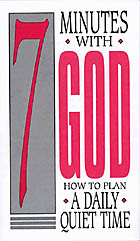 7
MINUTES
WITH
GOD
HOW TO PLAN
A DAILY
QUIET TIME